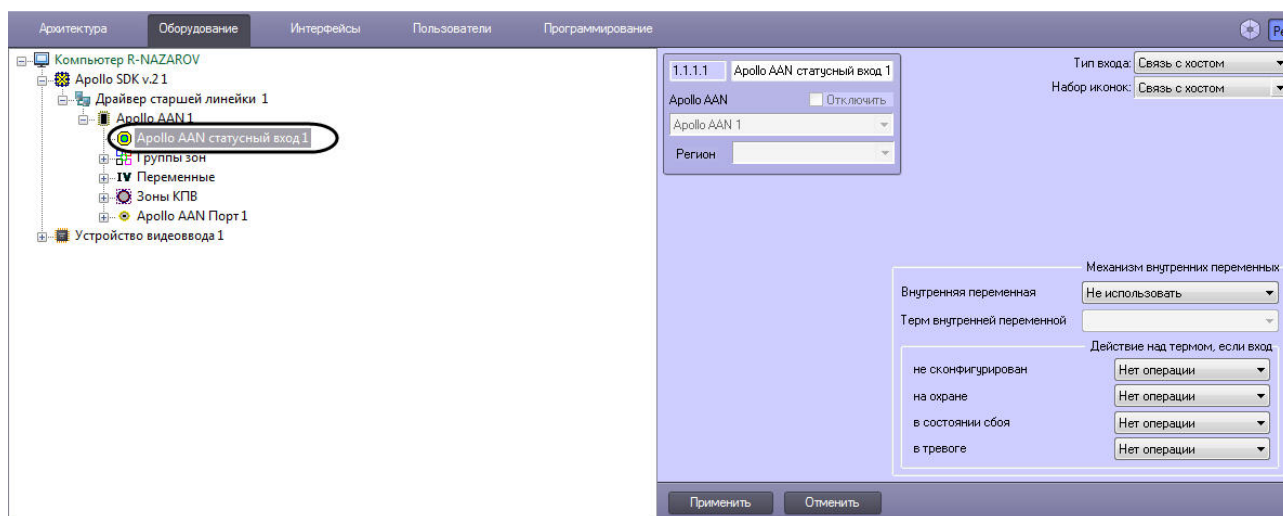 Архитектура Оборудование Интерфейсы Пользователи Программирование
Компьютер R-NAZAROV
Apollo SDK v.2 1
Драйвер старшей линейки 1
Apollo AAN 1
Apollo AAN статусный вход 1
Группы зон
IV Переменные
Зоны КПВ
Apollo AAN Порт 1
Устройство видеоввода 1
1.1.1.1 Apollo AAN статусный вход 1
Apollo AAN Отключить
Apollo AAN 1
Регион
Тип входа: Связь с хостом
Набор иконок: Связь с хостом
Механизм внутренних переменных
Внутренняя переменная Не использовать
Терм внутренней переменной
Действие над термом, если вход
не сконфигурирован Нет операции
на охране Нет операции
в состоянии сбоя Нет операции
в тревоге Нет операции
Применить Отменить